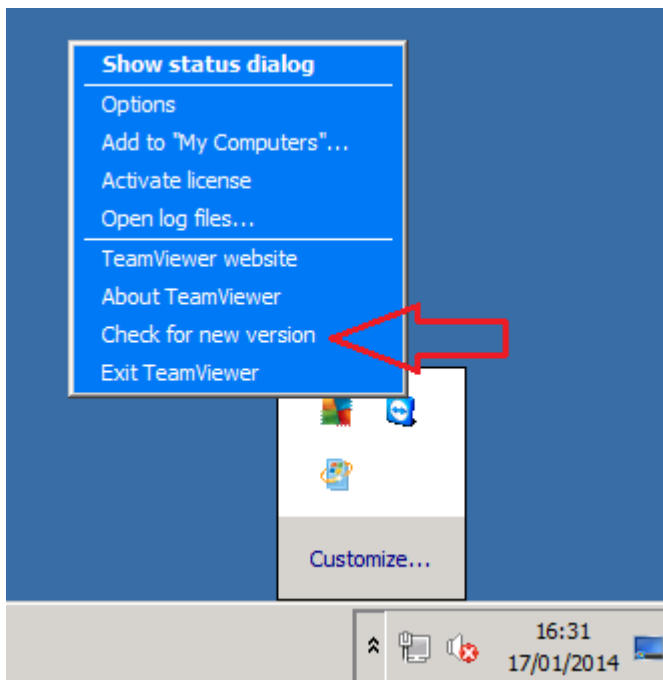 Show status dialog
Options
Add to "My Computers"...
Activate license
Open log files...
TeamViewer website
About TeamViewer
Check for new version
Exit TeamViewer
Customize...
16:31
17/01/2014